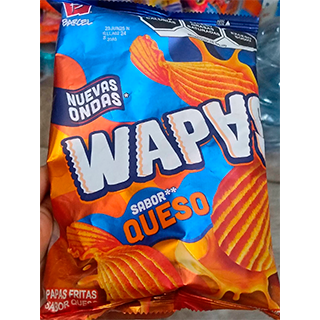 BARCEL
NUEVAS
ONDAS
WAPAS
SABOR**
QUESO
PAPAS FRITAS
SABOR QUESO